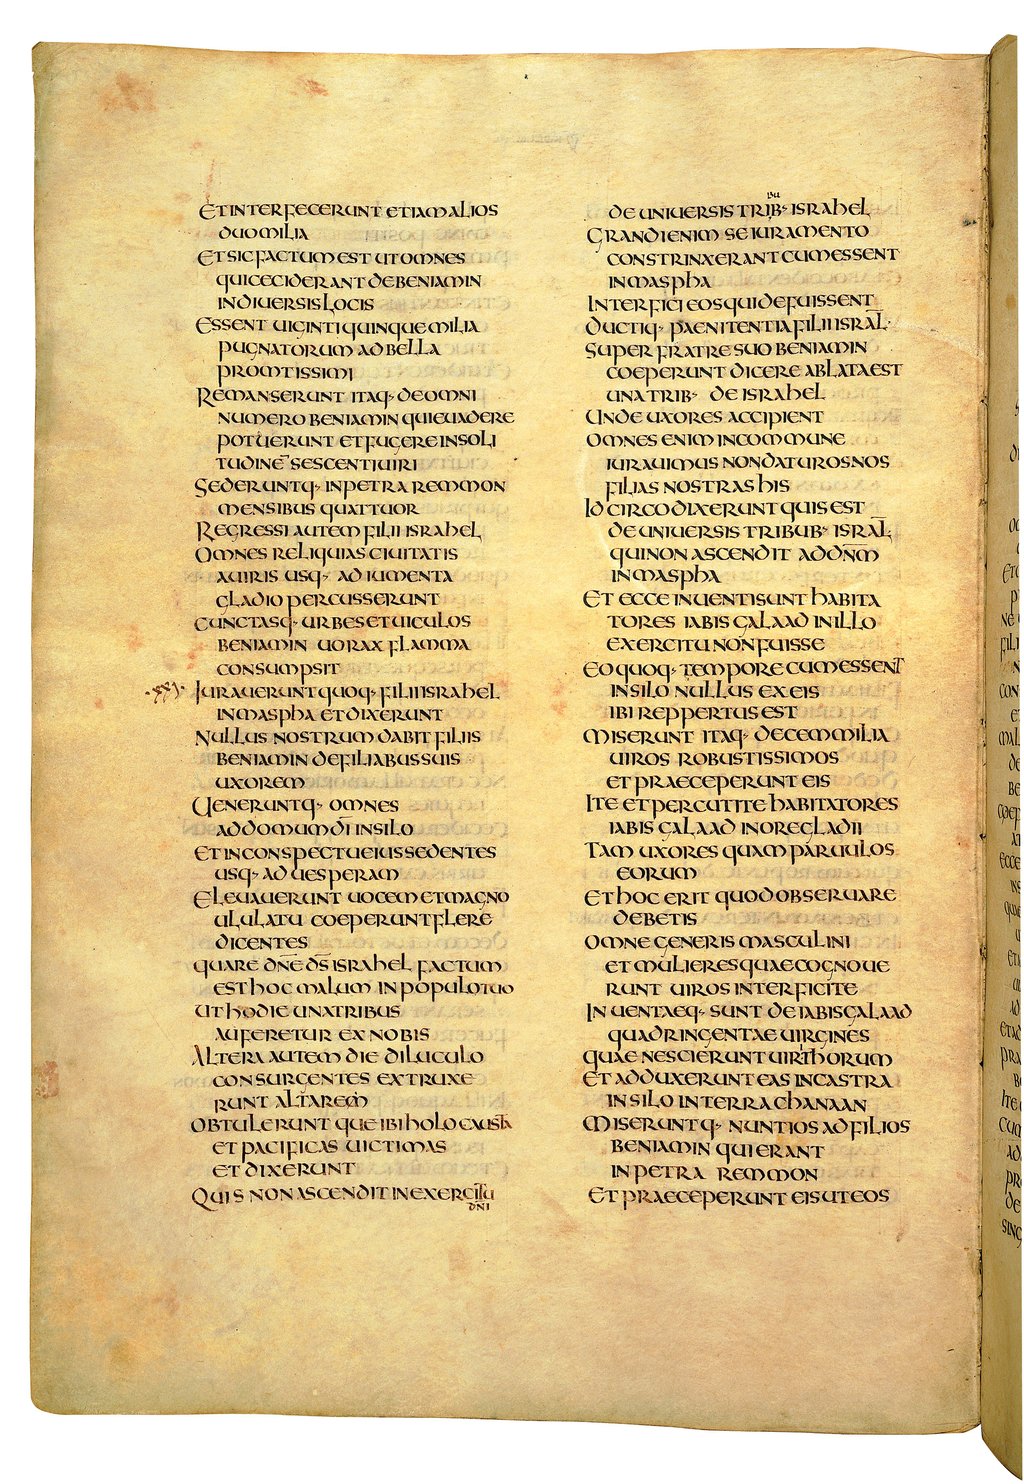 ET INTERFECERUNT ETIAM ALIOS
DUO MILIA
ET SIC FACTUM EST UT OMNES
QUI CECIDERANT DE BENIAMIN
IN DIUERSIS LOCIS
ESSENT UIGINTI QUINQUE MILIA
PUGNATORUM AD BELLA
PROMTISSIMI
REMANSERUNT ITAQ· DE OMNI
NUMERO BENIAMIN QUI EUADERE
POTUERUNT ET FUGERE IN SOLI
TUDINE¯ SESCENTI UIRI
SEDERUNTQ· IN PETRA REMMON
MENSIBUS QUATTUOR
REGRESSI AUTEM FILII ISRAHEL
OMNES RELIQUIAS CIUITATIS
A UIRIS USQ· AD IUMENTA
GLADIO PERCUSSERUNT
CUNCTASQ· URBES ET UICULOS
BENIAMIN UORAX FLAMMA
CONSUMPSIT
·XXI· IURAUERUNT QUOQ· FILII ISRAHEL
IN MASPHA ET DIXERUNT
NULLUS NOSTRUM DABIT FILIIS
BENIAMIN DE FILIABUS SUIS
UXOREM
UENERUNTQ· OMNES
AD DOMUM D̄I IN SILO
ET IN CONSPECTU EIUS SEDENTES
USQ· AD UESPERAM
ELEUAUERUNT UOCEM ET MAGNO
ULULATU COEPERUNT FLERE
DICENTES
QUARE DN̄E DS̄ ISRAHEL FACTUM
EST HOC MALUM IN POPULO TUO
UT HODIE UNA TRIBUS
AUFERETUR EX NOBIS
ALTERA AUTEM DIE DILUCULO
CONSURGENTES EXTRUXE
RUNT ALTAREM
OBTULERUNT QUE IBI HOLOCAUSTA
ET PACIFICAS UICTIMAS
ET DIXERUNT
QUIS NON ASCENDIT IN EXERCITU
DNI
BU
DE UNIUERSIS TRIB· ISRAHEL
GRANDI ENIM SE IURAMENTO
CONSTRINXERANT CUM ESSENT
IN MASPHA
INTERFICI EOS QUI DEFUISSENT
DUCTIQ· PAENITENTIA FILII ISRAL̄·
SUPER FRATRE SUO BENIAMIN
COEPERUNT DICERE ABLATA EST
UNA TRIB· DE ISRAHEL
UNDE UXORES ACCIPIENT
OMNES ENIM IN COMMUNE
IURAUIMUS NON DATUROS NOS
FILIAS NOSTRAS HIS
IDCIRCO DIXERUNT QUIS EST
DE UNIUERSIS TRIBUB· ISRAL̄
QUI NON ASCENDIT AD DN̄M
IN MASPHA
ET ECCE INUENTI SUNT HABITA
TORES IABIS GALAAD IN ILLO
EXERCITU NON FUISSE
EO QUOQ· TEMPORE CUM ESSENT
IN SILO NULLUS EX EIS
IBI REPPERTUS EST
MISERUNT ITAQ· DECEM MILIA
UIROS ROBUSTISSIMOS
ET PRAECEPERUNT EIS
ITE ET PERCUTITE HABITATORES
IABIS GALAAD IN ORE GLADII
TAM UXORES QUAM PARUULOS
EORUM
ET HOC ERIT QUOD OBSERUARE
DEBETIS
OMNE GENERIS MASCULINI
ET MULIERES QUAE COGNOUE
RUNT UIROS INTERFICITE
INUENTAEQ· SUNT DE IABIS GALAAD
QUADRINGENTAE UIRGINES
QUAE NESCIERUNT UIRI THORUM
ET ADDUXERUNT EAS IN CASTRA
IN SILO IN TERRA CHANAAN
MISERUNTQ· NUNTIOS AD FILIOS
BENIAMIN QUI ERANT
IN PETRA REMMON
ET PRAECEPERUNT EIS UT EOS